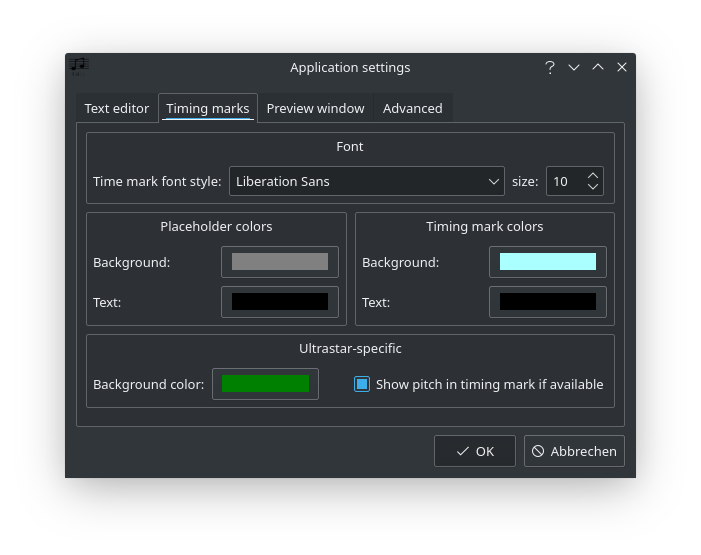 Application settings
Text editor Timing marks Preview window Advanced
Font
Time mark font style: Liberation Sans size: 10
Placeholder colors Timing mark colors
Background: Background:
Text: Text:
Ultrastar-specific
Background color: Show pitch in timing mark if available
OK Abbrechen